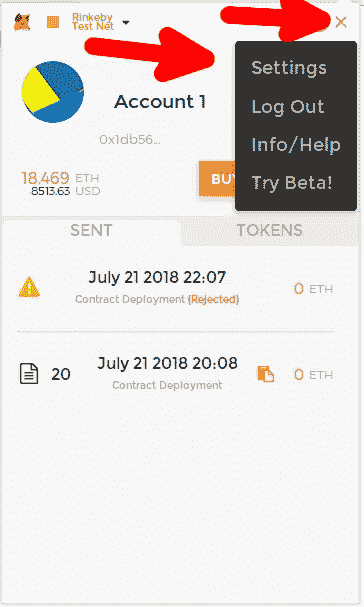 Rinkeby
Test Net
Settings
Account 1
Log Out
0x1db56...
Info/Help
18.469 ETH
8513.63 USD
BU
Try Beta!
SENT
TOKENS
July 21 2018 22:07
Contract Deployment (Rejected)
0 ETH
20
July 21 2018 20:08
Contract Deployment
0 ETH